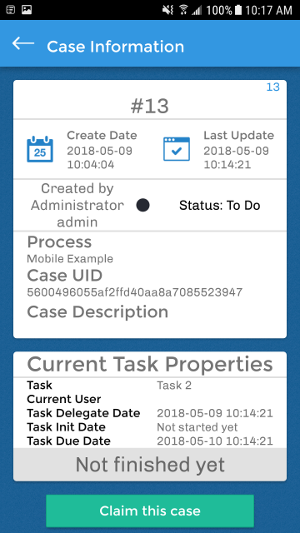 100% 10:17 AM
Case Information
13
#13
Create Date
2018-05-09
10:04:04
25
Last Update
2018-05-09
10:14:21
Created by
Administrator
admin
Status: To Do
Process
Mobile Example
Case UID
5600496055af2ffd40aa8a7085523947
Case Description
Current Task Properties
Task Task 2
Current User
Task Delegate Date 2018-05-09 10:14:21
Task Init Date Not started yet
Task Due Date 2018-05-10 10:14:21
Not finished yet
Claim this case